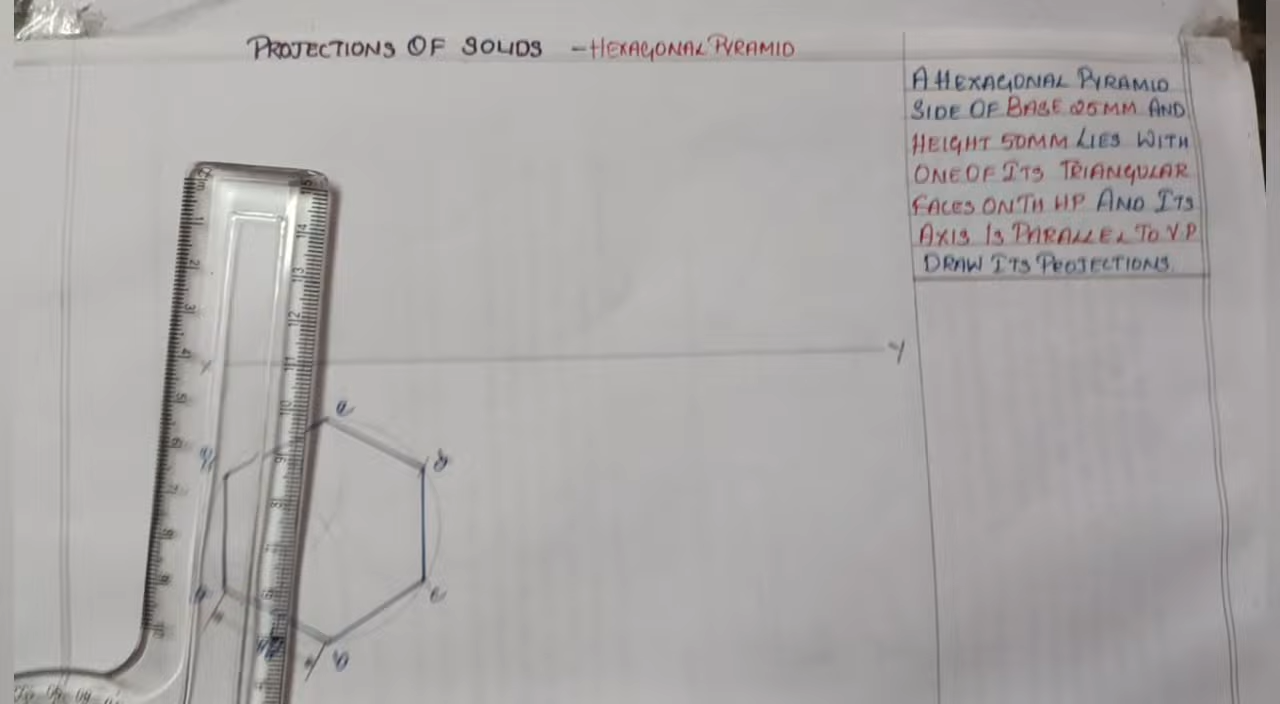 PROJECTIONS OF SOLIDS - HEXAGONAL PYRAMID
A HEXAGONAL PYRAMID
SIDE OF BASE 25MM AND
HEIGHT 50MM LIES WITH
ONE OF ITS TRIANGULAR
FACES ON TH HP AND ITS
AXIS IS PARALLEL TO V.P
DRAW ITS PROJECTIONS.
X
Y
a
b
c